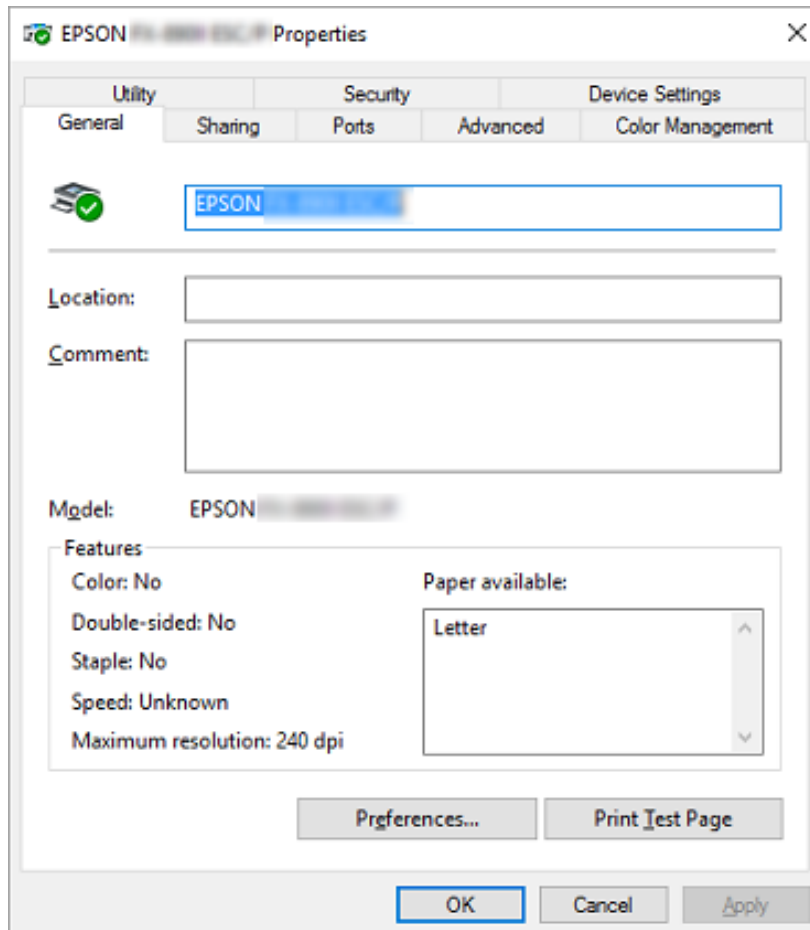 EPSON Properties
Utility Security Device Settings
General Sharing Ports Advanced Color Management
EPSON
Location:
Comment:
Model: EPSON
Features
Color: No
Double-sided: No
Staple: No
Speed: Unknown
Maximum resolution: 240 dpi
Paper available:
Letter
Preferences... Print Test Page
OK Cancel Apply